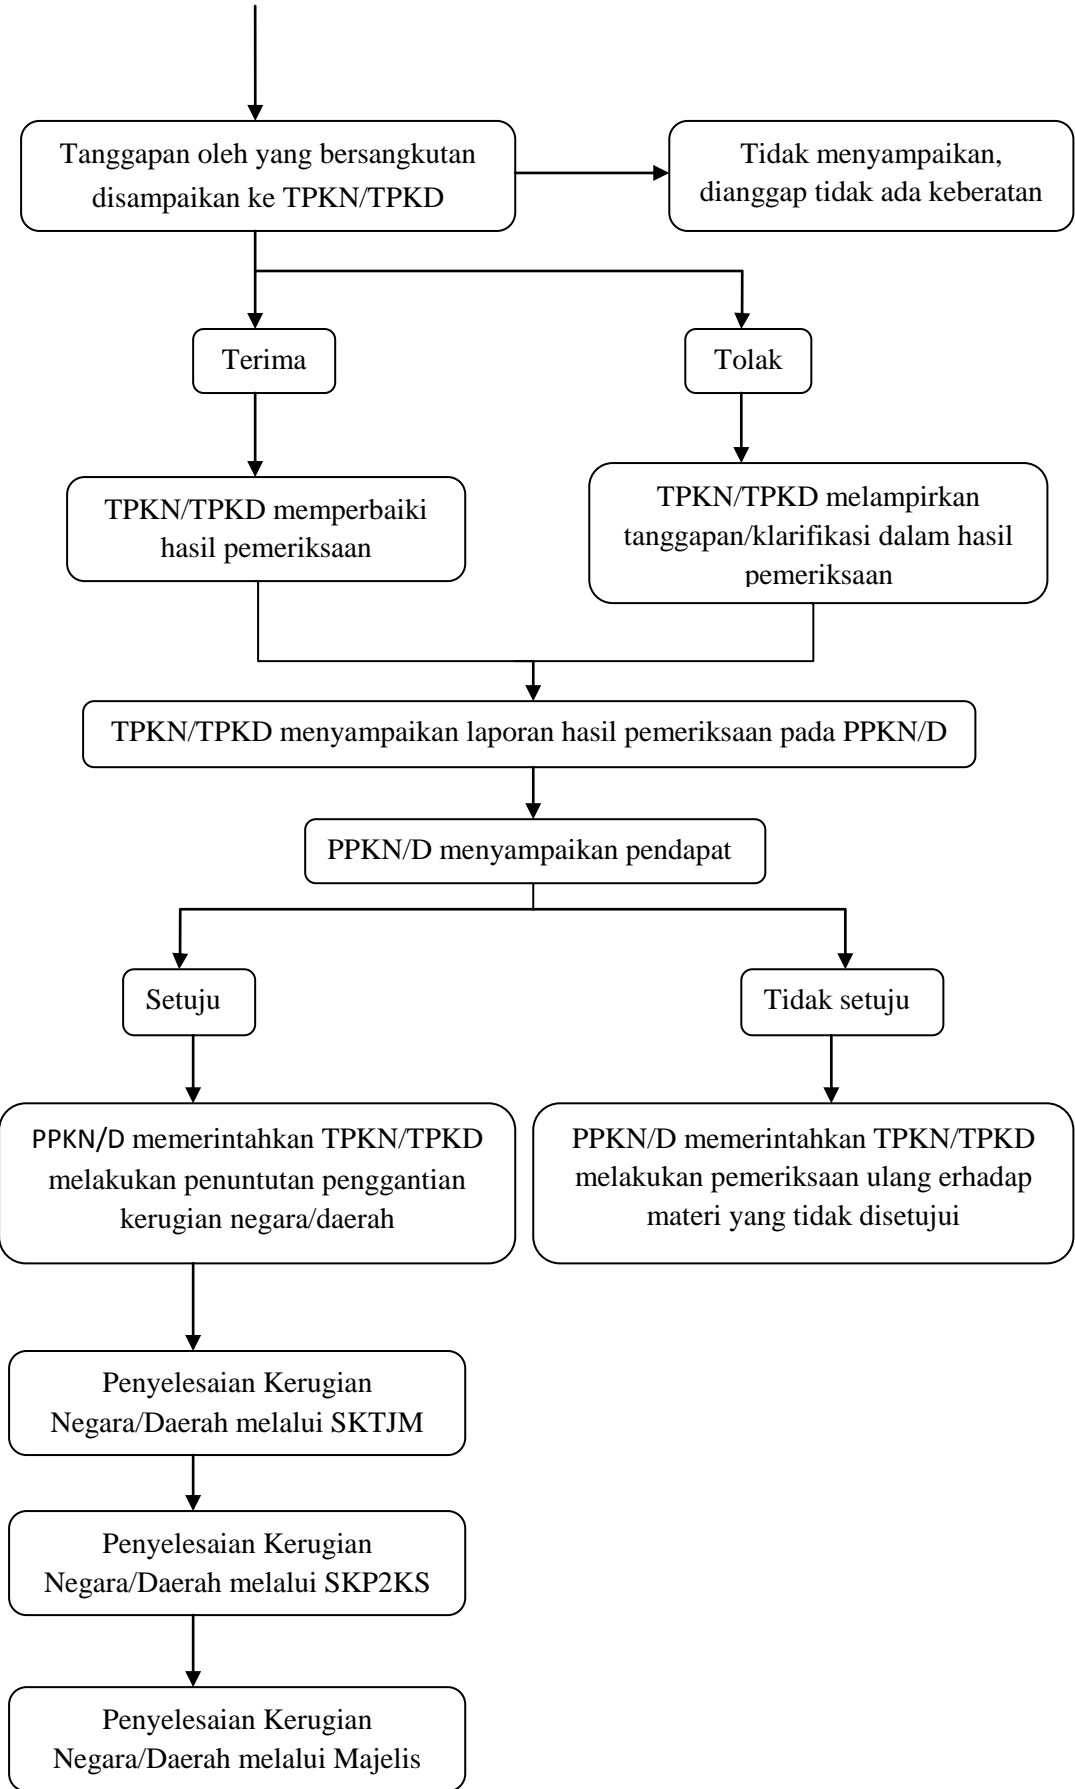 Tanggapan oleh yang bersangkutan
disampaikan ke TPKN/TPKD
Tidak menyampaikan,
dianggap tidak ada keberatan
Terima
Tolak
TPKN/TPKD memperbaiki
hasil pemeriksaan
TPKN/TPKD melampirkan
tanggapan/klarifikasi dalam hasil
pemeriksaan
TPKN/TPKD menyampaikan laporan hasil pemeriksaan pada PPKN/D
PPKN/D menyampaikan pendapat
Setuju
Tidak setuju
PPKN/D memerintahkan TPKN/TPKD
melakukan penuntutan penggantian
kerugian negara/daerah
PPKN/D memerintahkan TPKN/TPKD
melakukan pemeriksaan ulang erhadap
materi yang tidak disetujui
Penyelesaian Kerugian
Negara/Daerah melalui SKTJM
Penyelesaian Kerugian
Negara/Daerah melalui SKP2KS
Penyelesaian Kerugian
Negara/Daerah melalui Majelis